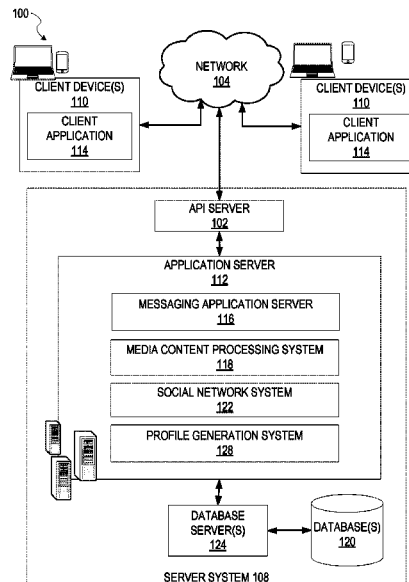 100
NETWORK
104
CLIENT DEVICE(S)
110
CLIENT
APPLICATION
114
CLIENT DEVICE(S)
110
CLIENT
APPLICATION
114
API SERVER
102
APPLICATION SERVER
112
MESSAGING APPLICATION SERVER
116
MEDIA CONTENT PROCESSING SYSTEM
118
SOCIAL NETWORK SYSTEM
122
PROFILE GENERATION SYSTEM
128
DATABASE
SERVER(S)
124
DATABASE(S)
120
SERVER SYSTEM 108